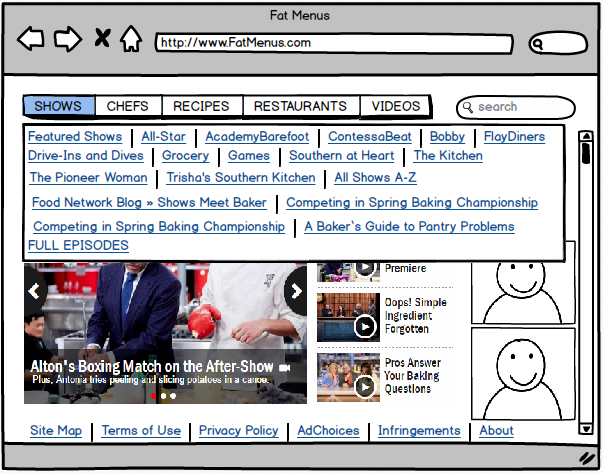 Fat Menus
http://www.FatMenus.com
SHOWS CHEFS RECIPES RESTAURANTS VIDEOS search
Featured Shows All-Star AcademyBarefoot ContessaBeat Bobby FlayDiners
Drive-Ins and Dives Grocery Games Southern at Heart The Kitchen
The Pioneer Woman Trisha's Southern Kitchen All Shows A-Z
Food Network Blog » Shows Meet Baker Competing in Spring Baking Championship
Competing in Spring Baking Championship A Baker`s Guide to Pantry Problems
FULL EPISODES
Premiere
Oops! Simple
Ingredient
Forgotten
Alton's Boxing Match on the After-Show
Plus, Antonia tries peeling and slicing potatoes in a canoe.
Pros Answer
Your Baking
Questions
Site Map Terms of Use Privacy Policy AdChoices Infringements About